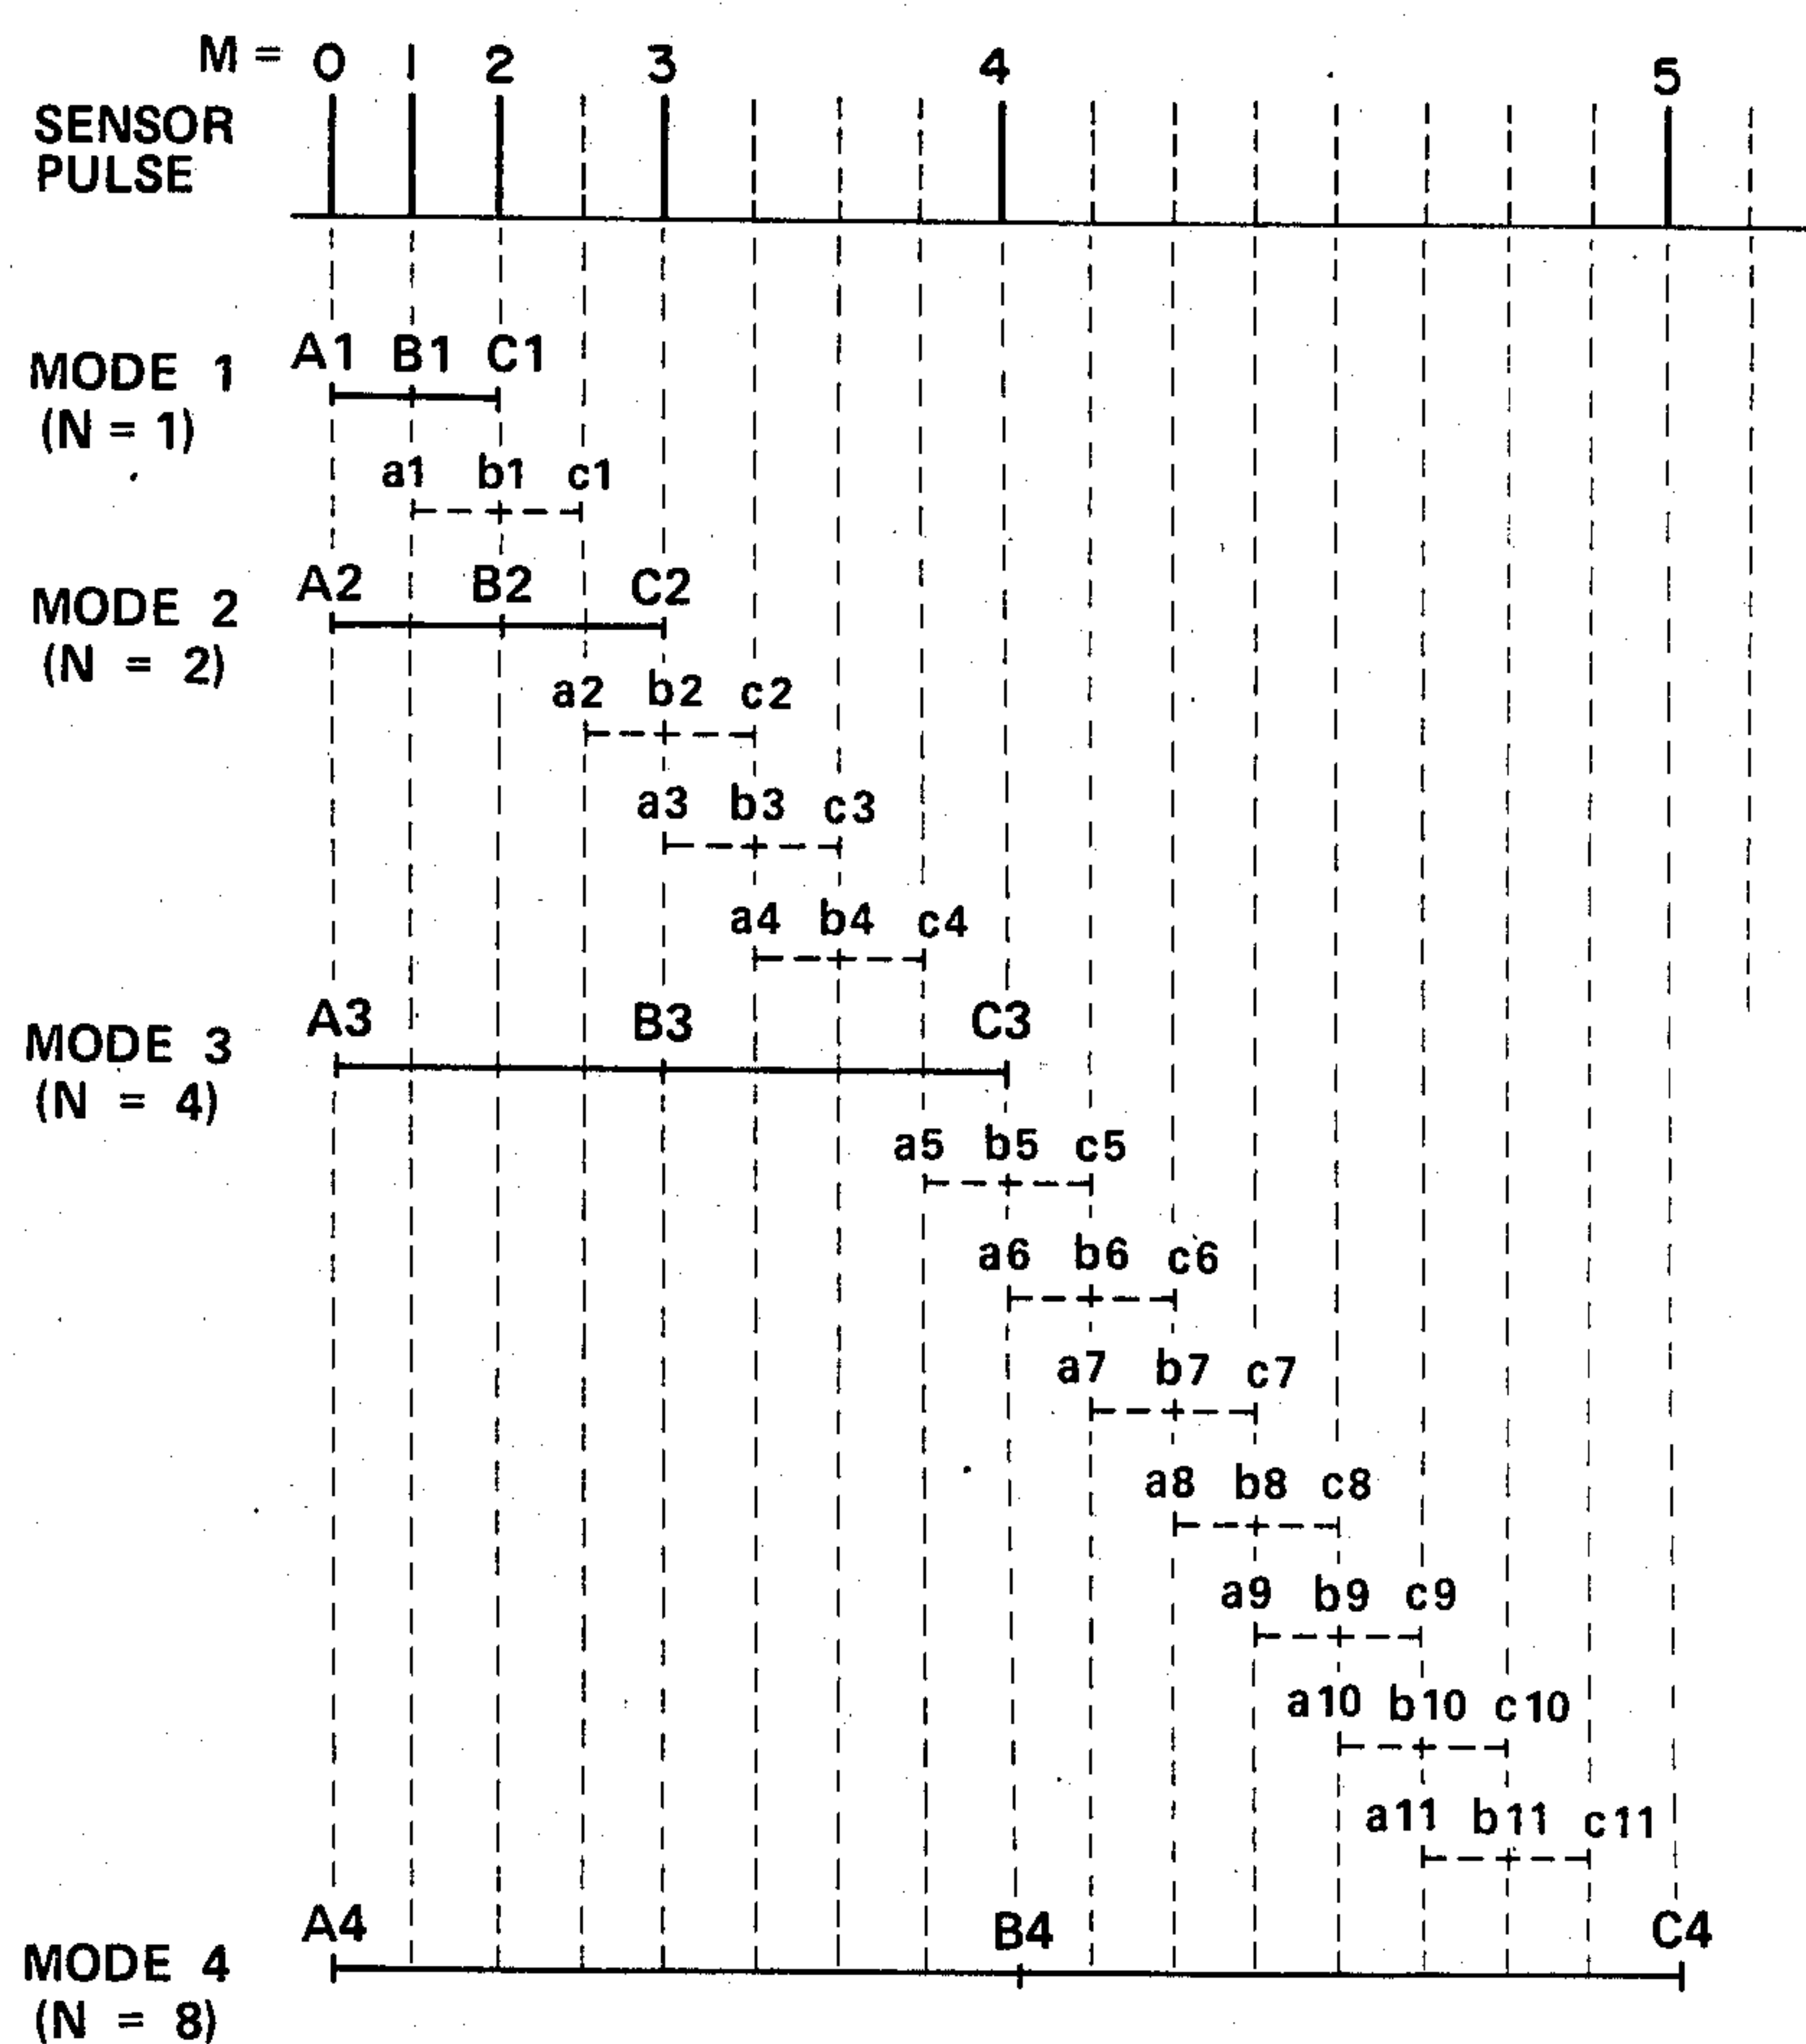 M = 0 1 2 3 4 5
SENSOR
PULSE
A1 B1 C1
MODE 1
(N = 1)
a1 b1 c1
A2 B2 C2
MODE 2
(N = 2)
a2 b2 c2
a3 b3 c3
a4 b4 c4
A3 B3 C3
MODE 3
(N = 4)
a5 b5 c5
a6 b6 c6
a7 b7 c7
a8 b8 c8
a9 b9 c9
a10 b10 c10
a11 b11 c11
A4 B4 C4
MODE 4
(N = 8)